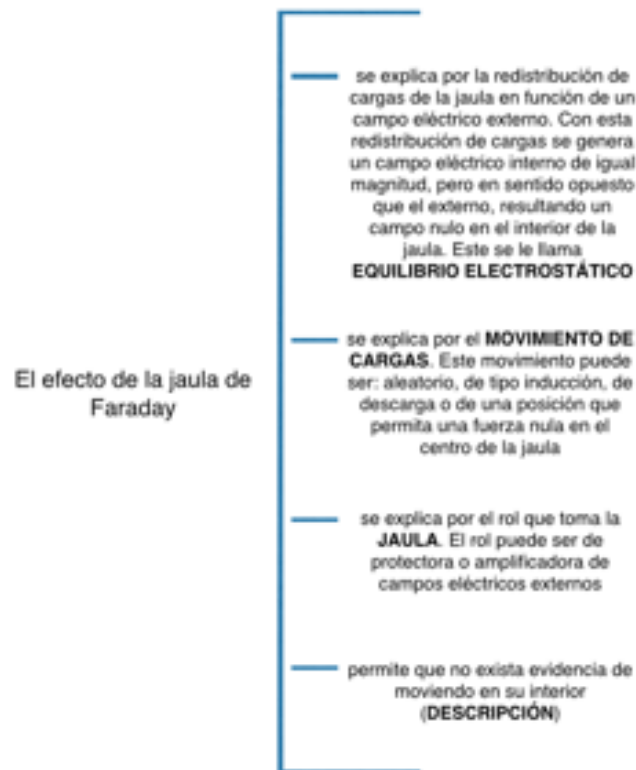 El efecto de la jaula de
Faraday
se explica por la redistribución de
cargas de la jaula en función de un
campo eléctrico externo. Con esta
redistribución de cargas se genera
un campo eléctrico interno de igual
magnitud, pero en sentido opuesto
que el externo, resultando un
campo nulo en el interior de la
jaula. Este se le llama
EQUILIBRIO ELECTROSTÁTICO
se explica por el MOVIMIENTO DE
CARGAS. Este movimiento puede
ser: aleatorio, de tipo inducción, de
descarga o de una posición que
permita una fuerza nula en el
centro de la jaula
se explica por el rol que toma la
JAULA. El rol puede ser de
protectora o amplificadora de
campos eléctricos externos
permite que no exista evidencia de
moviendo en su interior
(DESCRIPCIÓN)